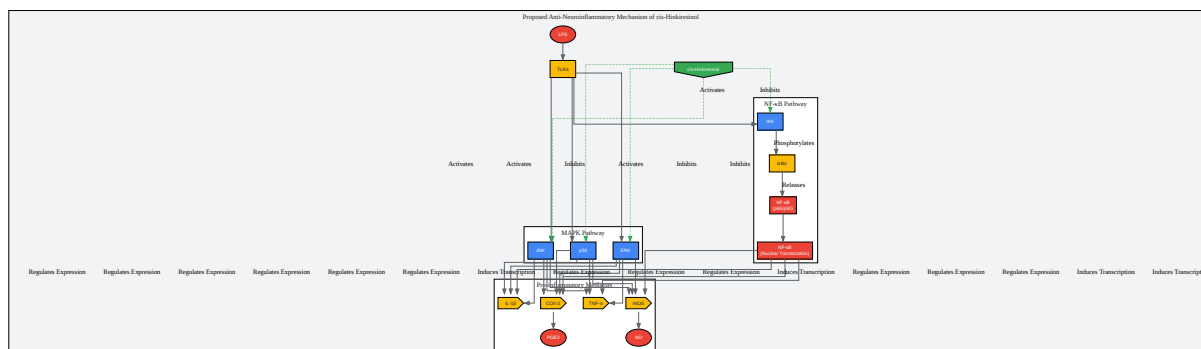 Proposed Anti-Neuroinflammatory Mechanism of cis-Hinkiresinol
LPS
TLR4
cis-Hinkiresinol
Activates
Inhibits
NF-κB Pathway
IKK
Phosphorylates
Activates
Activates
Inhibits
Activates
Inhibits
Inhibits
IκBα
Releases
NF-κB
(p65/p50)
MAPK Pathway
JNK
p38
ERK
NF-κB
(Nuclear Translocation)
Regulates Expression
Regulates Expression
Regulates Expression
Regulates Expression
Regulates Expression
Regulates Expression
Induces Transcription
Regulates Expression
Regulates Expression
Regulates Expression
Induces Transcription
Regulates Expression
Regulates Expression
Regulates Expression
Induces Transcription
Induces Transcript
Pro-inflammatory Mediators
IL-1β
COX-2
TNF-α
iNOS
PGE2
NO